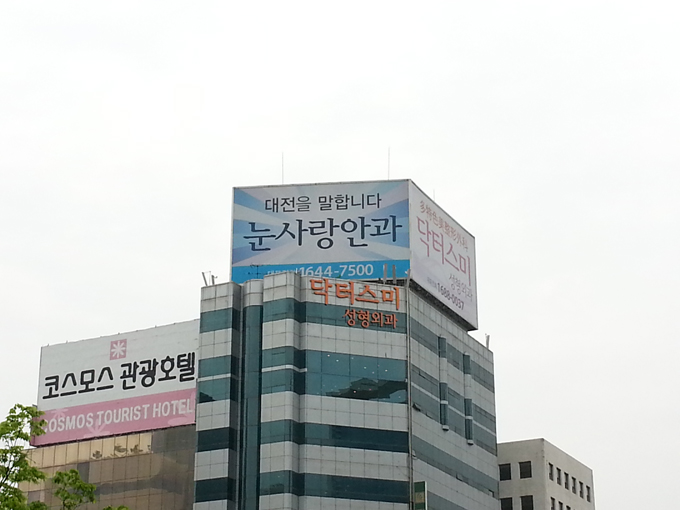 대전을 말합니다
눈사랑안과
1644-7500
닥터스미
성형외과
닥터스미
성형외과
1688-0037
코스모스 관광호텔
COSMOS TOURIST HOTEL